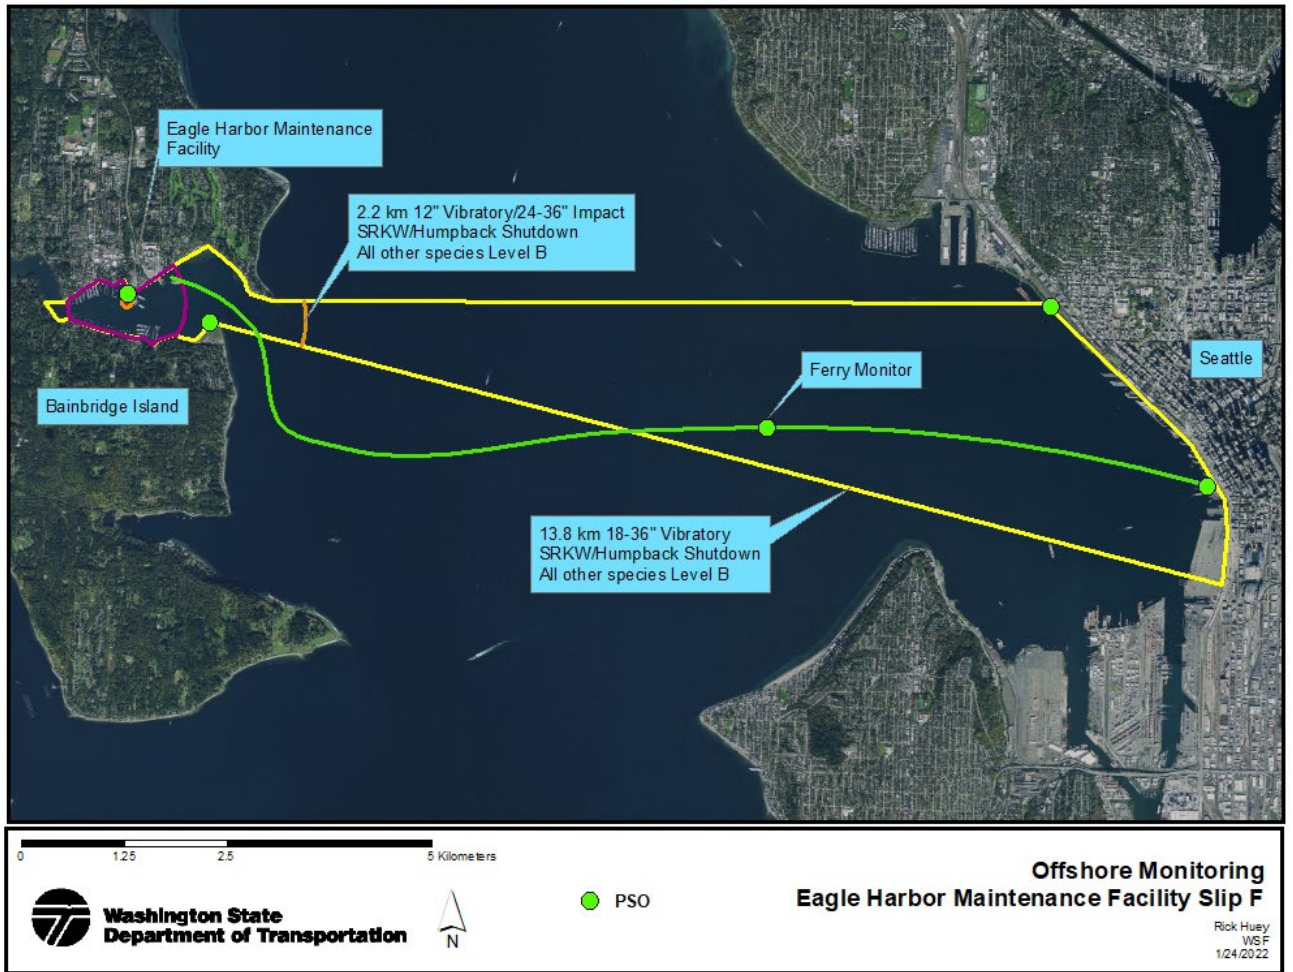 Eagle Harbor Maintenance
Facility
2.2 km 12" Vibratory/24-36" Impact
SRKW/Humpback Shutdown
All other species Level B
Seattle
Ferry Monitor
Bainbridge Island
13.8 km 18-36" Vibratory
SRKW/Humpback Shutdown
All other species Level B
0 1.25 2.5 5 Kilometers
Offshore Monitoring
Eagle Harbor Maintenance Facility Slip F
PSO
Washington State
Department of Transportation
N
Rick Huey
WSF
1/24/2022